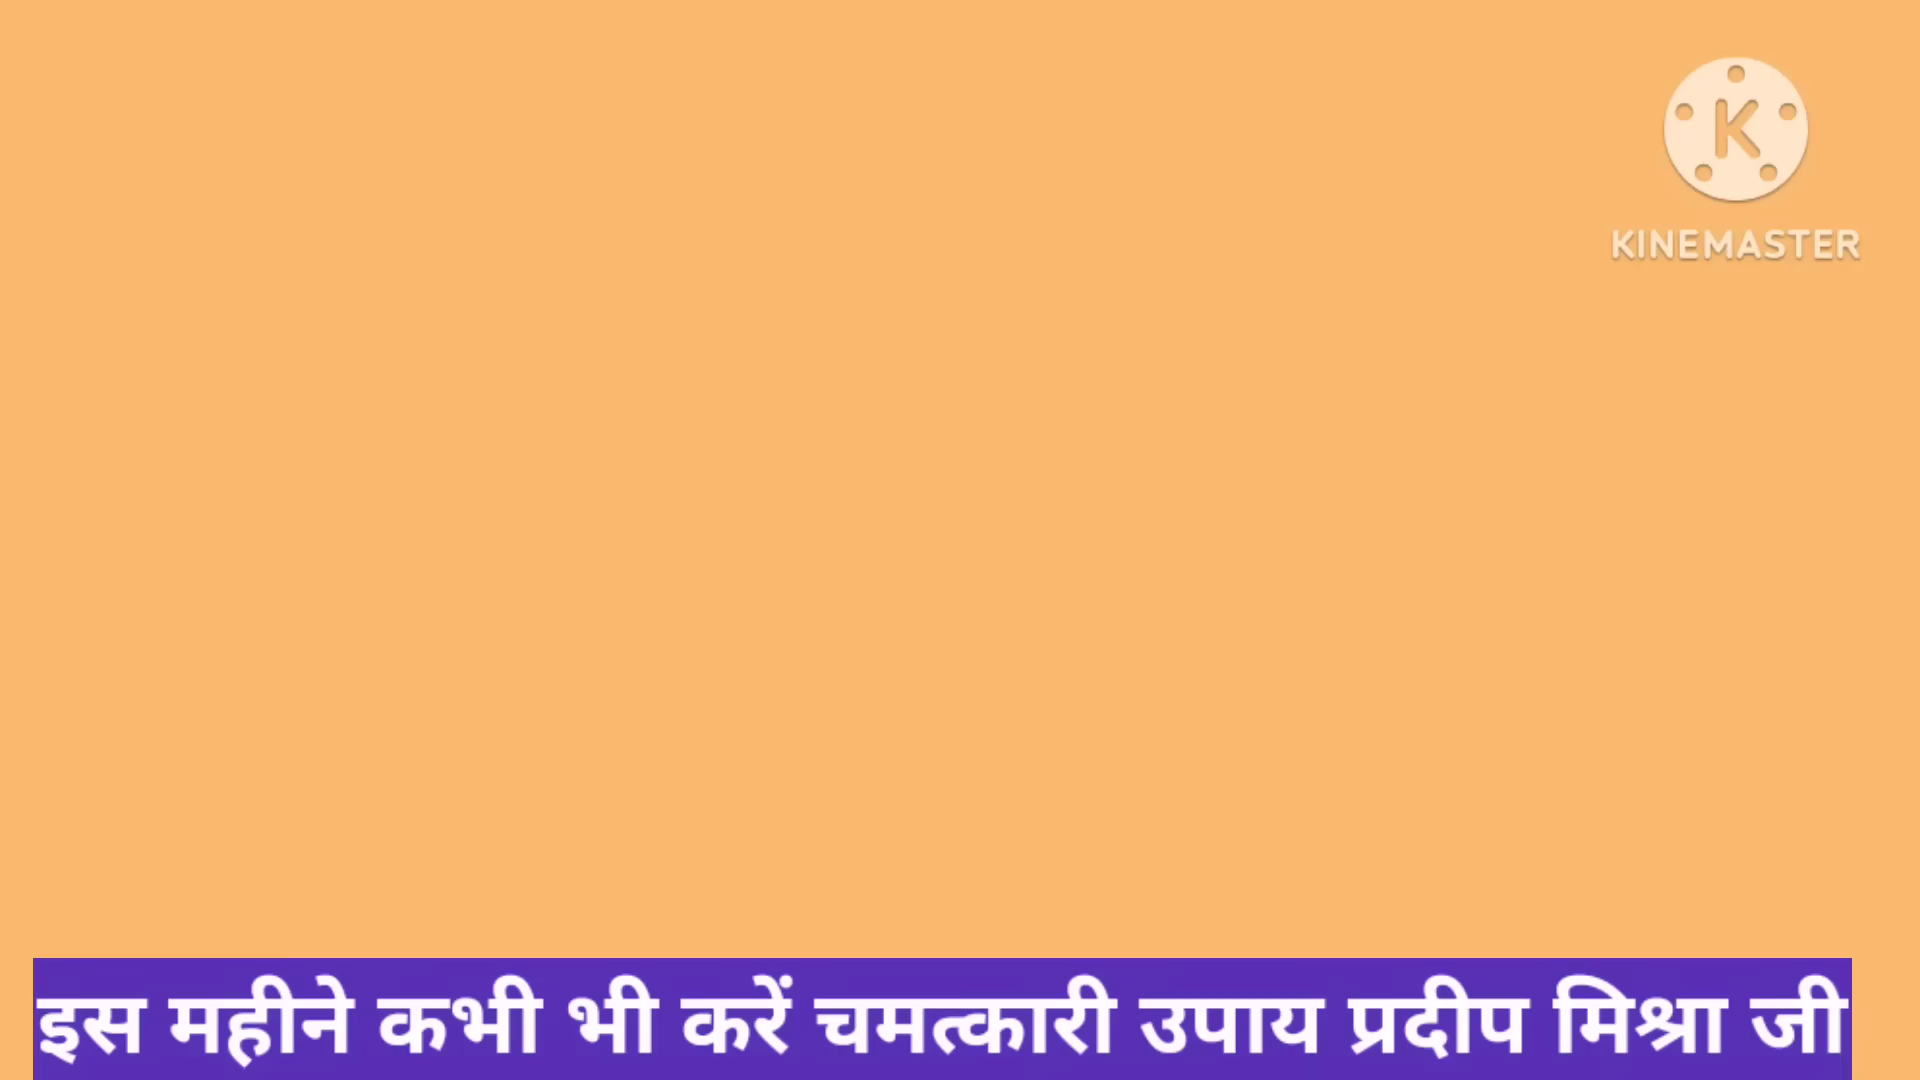 K
KINEMASTER
इस महीने कभी भी करें चमत्कारी उपाय प्रदीप मिश्रा जी